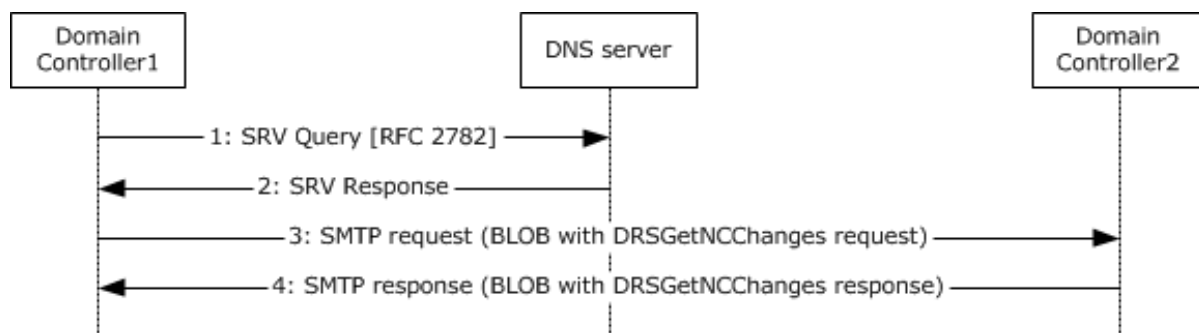 Domain
Controller1
DNS server
Domain
Controller2
1: SRV Query [RFC 2782]
2: SRV Response
3: SMTP request (BLOB with DRSGetNCChanges request)
4: SMTP response (BLOB with DRSGetNCChanges response)